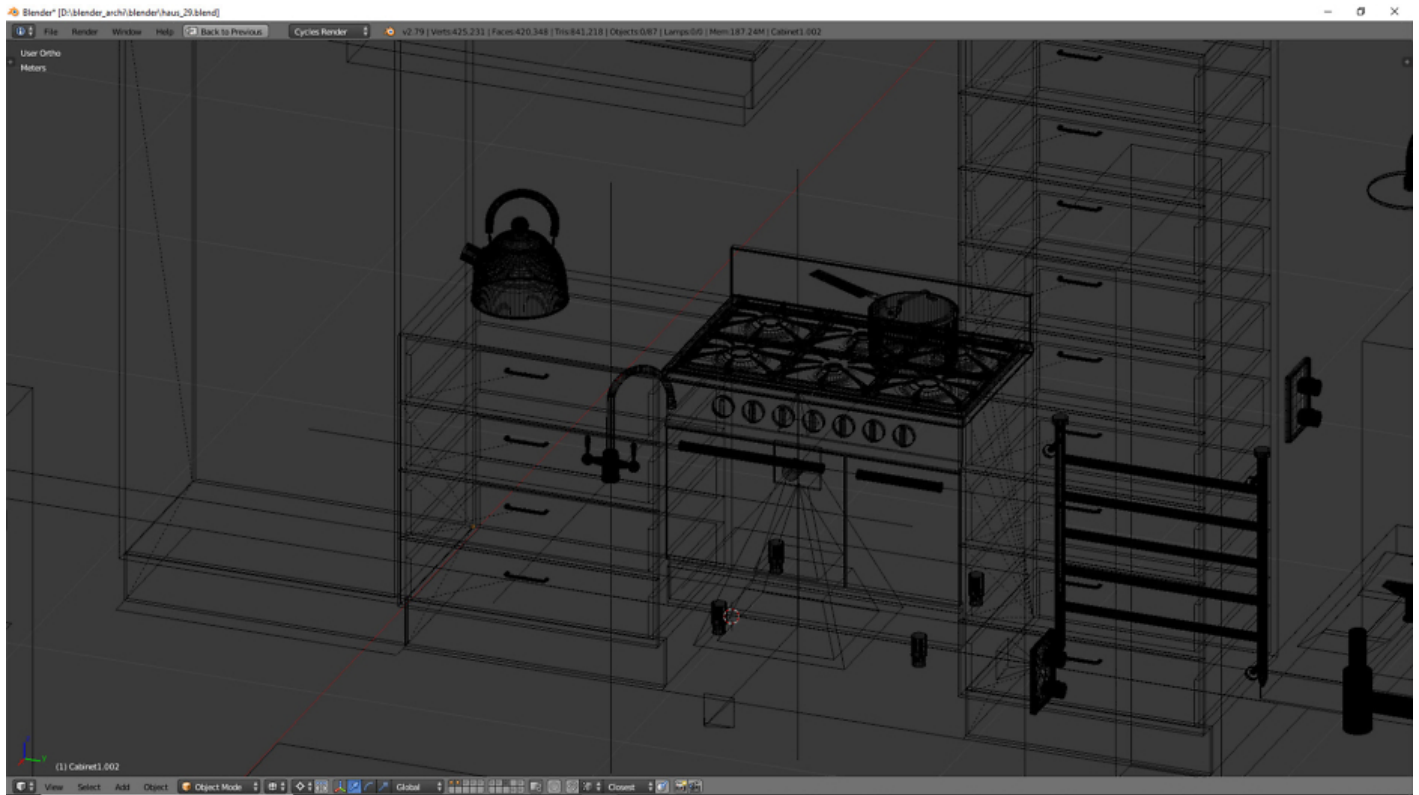 Blender* [D:\blender_archi\blender\haus_29.blend]
File Render Window Help Back to Previous Cycles Render v2.79 | Verts:425,231 | Faces:420,348 | Tris:841,218 | Objects:0/87 | Lamps:0/0 | Mem:187.24M | Cabinet1.002
User Ortho
Meters
(1) Cabinet1.002
View Select Add Object Object Mode Global Closest